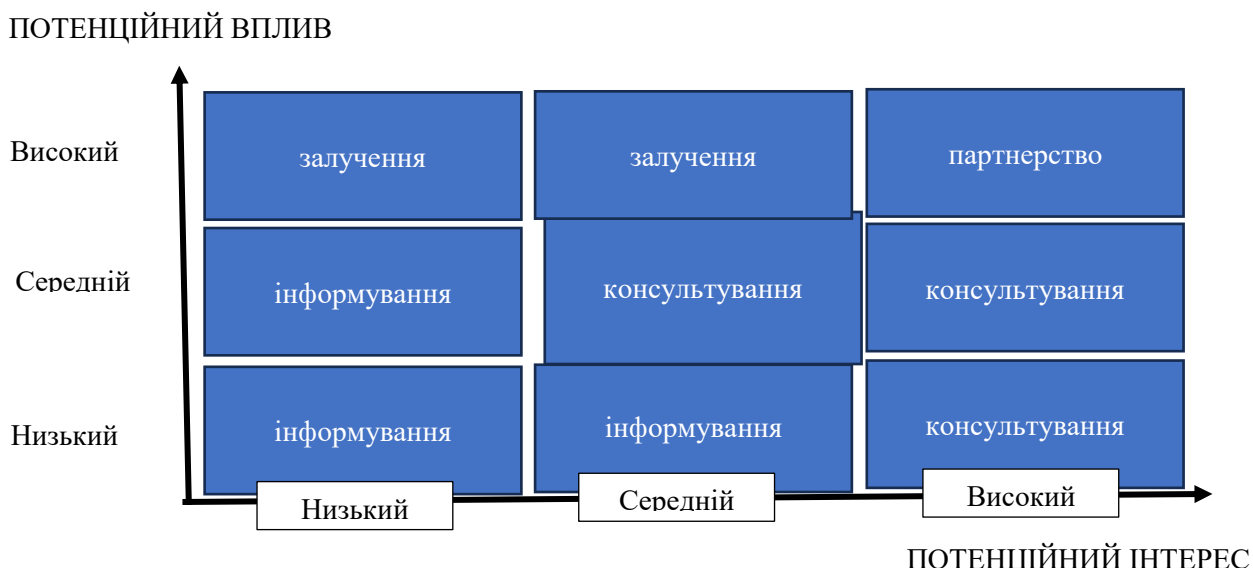 ПОТЕНЦІЙНИЙ ВПЛИВ
Високий
залучення
залучення
партнерство
Середній
інформування
консультування
консультування
Низький
інформування
інформування
консультування
Низький
Середній
Високий
ПОТЕНЦІЙНИЙ ІНТЕРЕС